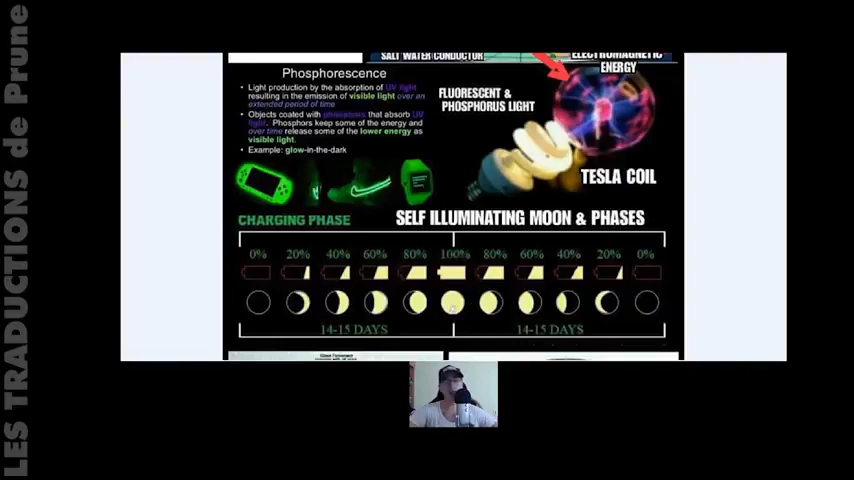 LES TRADUCTIONS de Prune
SALT WATER CONDUCTOR
ELECTROMAGNETIC
ENERGY
Phosphorescence
• Light production by the absorption of UV light
resulting in the emission of visible light over an
extended period of time
• Objects coated with phosphors that absorb UV
light. Phosphors keep some of the energy and
over time release some of the lower energy as
visible light.
• Example: glow-in-the-dark
FLUORESCENT &
PHOSPHORUS LIGHT
TESLA COIL
CHARGING PHASE
SELF ILLUMINATING MOON & PHASES
0% 20% 40% 60% 80% 100% 80% 60% 40% 20% 0%
14-15 DAYS 14-15 DAYS